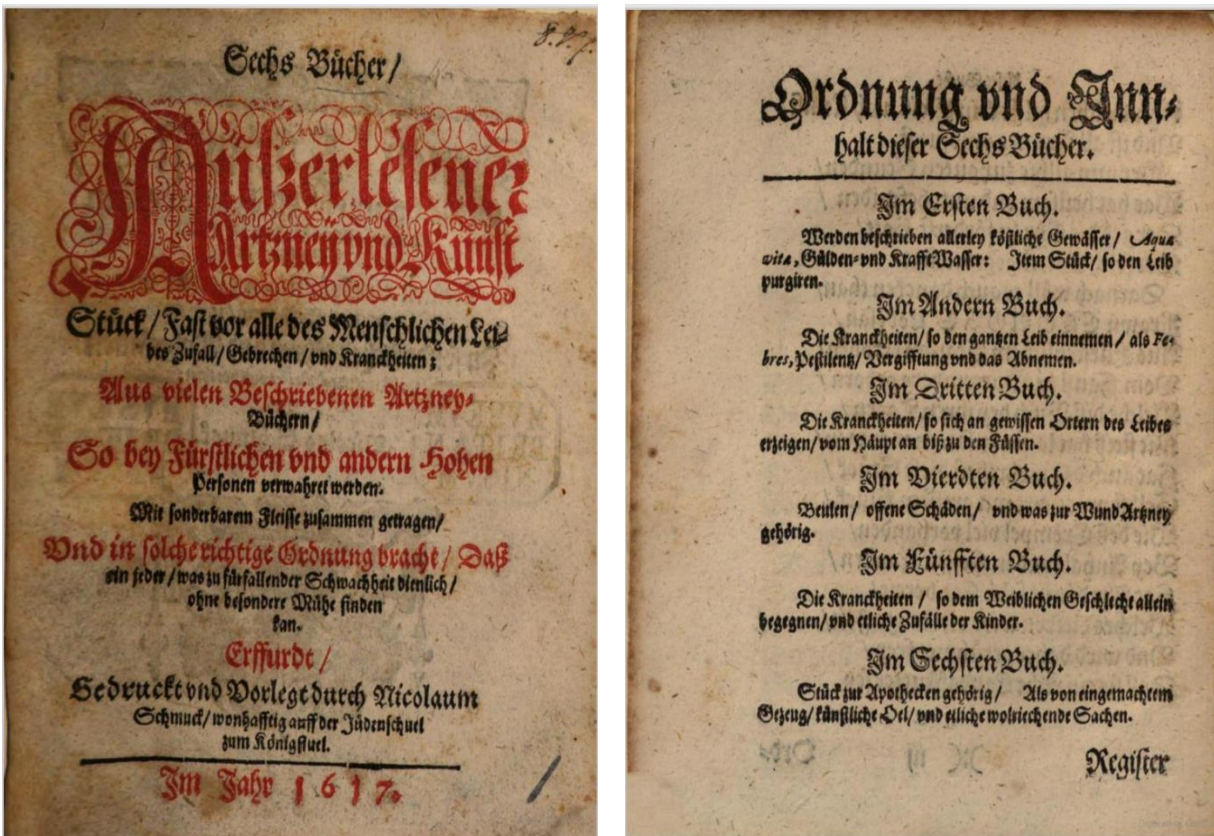 Sechs Bücher/
Außerlesener
Artzney vnd Kunst
Stück/Fast vor alle des Menschlichen Lei-
bes Zufall/Gebrechen/vnd Kranckheiten;
Aus vielen Beschriebenen Artzney-
Büchern/
So bey Fürstlichen vnd andern Hohen
Personen verwahret werden.
Mit sonderbarem Fleisse zusammen getragen/
Vnd in solche richtige Ordnung bracht/ Daß
ein jeder/was zu fürfallender Schwachheit dienlich/
ohne besondere Mühe finden
kan.
Erffurdt/
Gedruckt vnd Vorlegt durch Nicolaum
Schmuck/wonhafftig auff der Jüdenschuel
zum Königstuel.
Im Jahr 1617.
Ordnung vnd Inn-
halt dieser Sechs Bücher.
Im Ersten Buch.
Werden beschrieben allerley köstliche Gewässer/ Aqua
vitæ, Gülden- vnd Krafft Wasser: Item Stück/ so den Leib
purgiren.
Im Andern Buch.
Die Kranckheiten/ so den gantzen Leib einnemen/ als Fe-
bres, Pestilentz/ Vergifftung vnd das Abnemen.
Im Dritten Buch.
Die Kranckheiten/ so sich an gewissen Ortern des Leibes
erzeigen/ vom Häupt an biß zu den Füssen.
Im Vierdten Buch.
Beulen/ offene Schäden/ vnd was zur Wund Artzney
gehörig.
Im Fünfften Buch.
Die Kranckheiten/ so dem Weiblichen Geschlecht allein
begegnen/ vnd etliche Zufälle der Kinder.
Im Sechsten Buch.
Stück zur Apothecken gehörig/ Als von eingemachtem
Gezeug/ künstliche Oel/ vnd etliche wolriechende Sachen.
Register